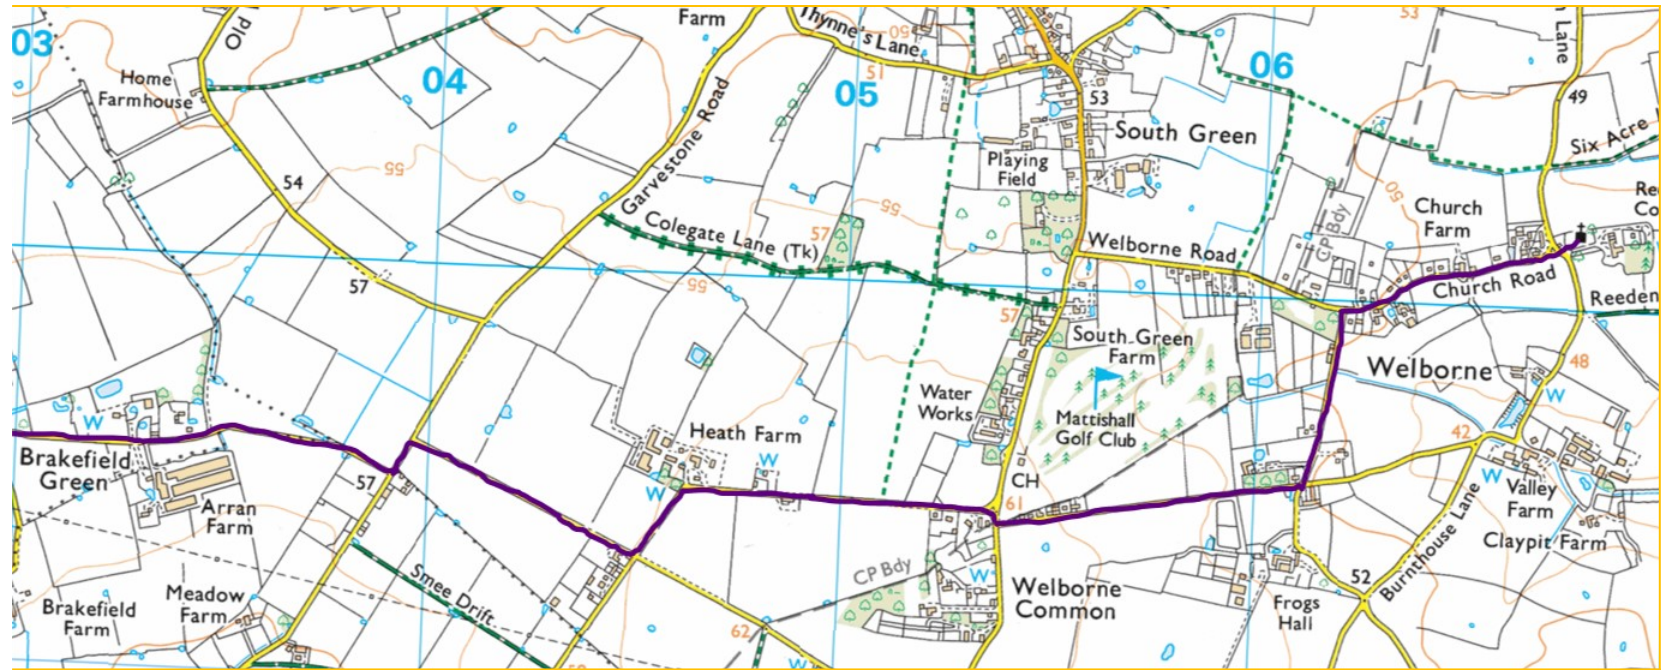 03
Old
Farm
Thynne's Lane
50
51
53
n Lane
Home
Farmhouse
04
05
06
53
49
Garvestone Road
South Green
Six Acre
Playing
Field
54
55
55
57
Colegate Lane (Tk)
50
CP Bdy
Church
Farm
Re
Co
Welborne Road
57
55
57
Church Road
Reeden
South Green
Farm
Welborne
48
Water
Works
Mattishall
Golf Club
W
W
Heath Farm
W
42
Brakefield
Green
57
W
CH
61
W
Valley
Farm
Arran
Farm
Claypit Farm
Smee Drift
CP Bdy
W
Welborne
Common
52
Burnthouse Lane
Meadow
Farm
Brakefield
Farm
Frogs
Hall
62
W